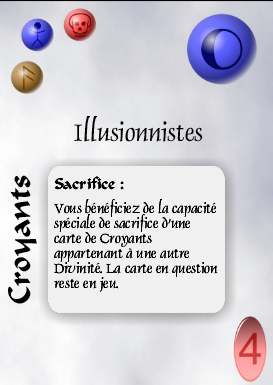 Illusionnistes
Croyants
Sacrifice :
Vous bénéficiez de la capacité
spéciale de sacrifice d'une
carte de Croyants
appartenant à une autre
Divinité. La carte en question
reste en jeu.
4